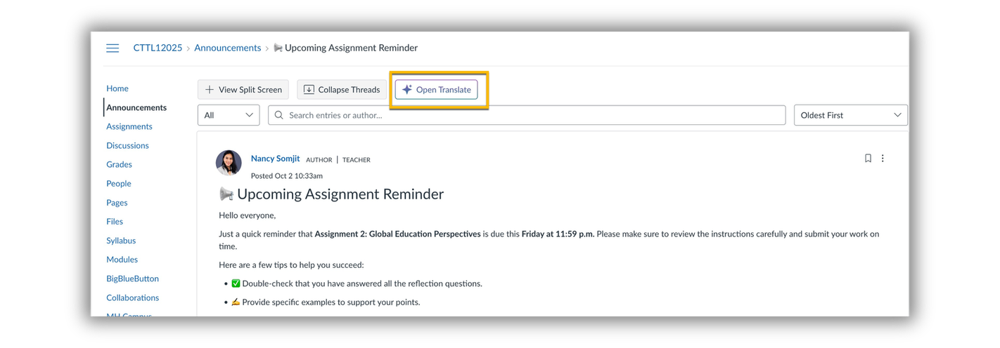 CTTL12025 > Announcements > 📢 Upcoming Assignment Reminder
Home
Announcements
Assignments
Discussions
Grades
People
Pages
Files
Syllabus
Modules
BigBlueButton
Collaborations
MH Campus
View Split Screen
Collapse Threads
Open Translate
All
Search entries or author...
Oldest First
Nancy Somjit AUTHOR | TEACHER
Posted Oct 2 10:33am
📢 Upcoming Assignment Reminder
Hello everyone,
Just a quick reminder that Assignment 2: Global Education Perspectives is due this Friday at 11:59 p.m. Please make sure to review the instructions carefully and submit your work on
time.
Here are a few tips to help you succeed:
• ✅ Double-check that you have answered all the reflection questions.
• ✍️ Provide specific examples to support your points.